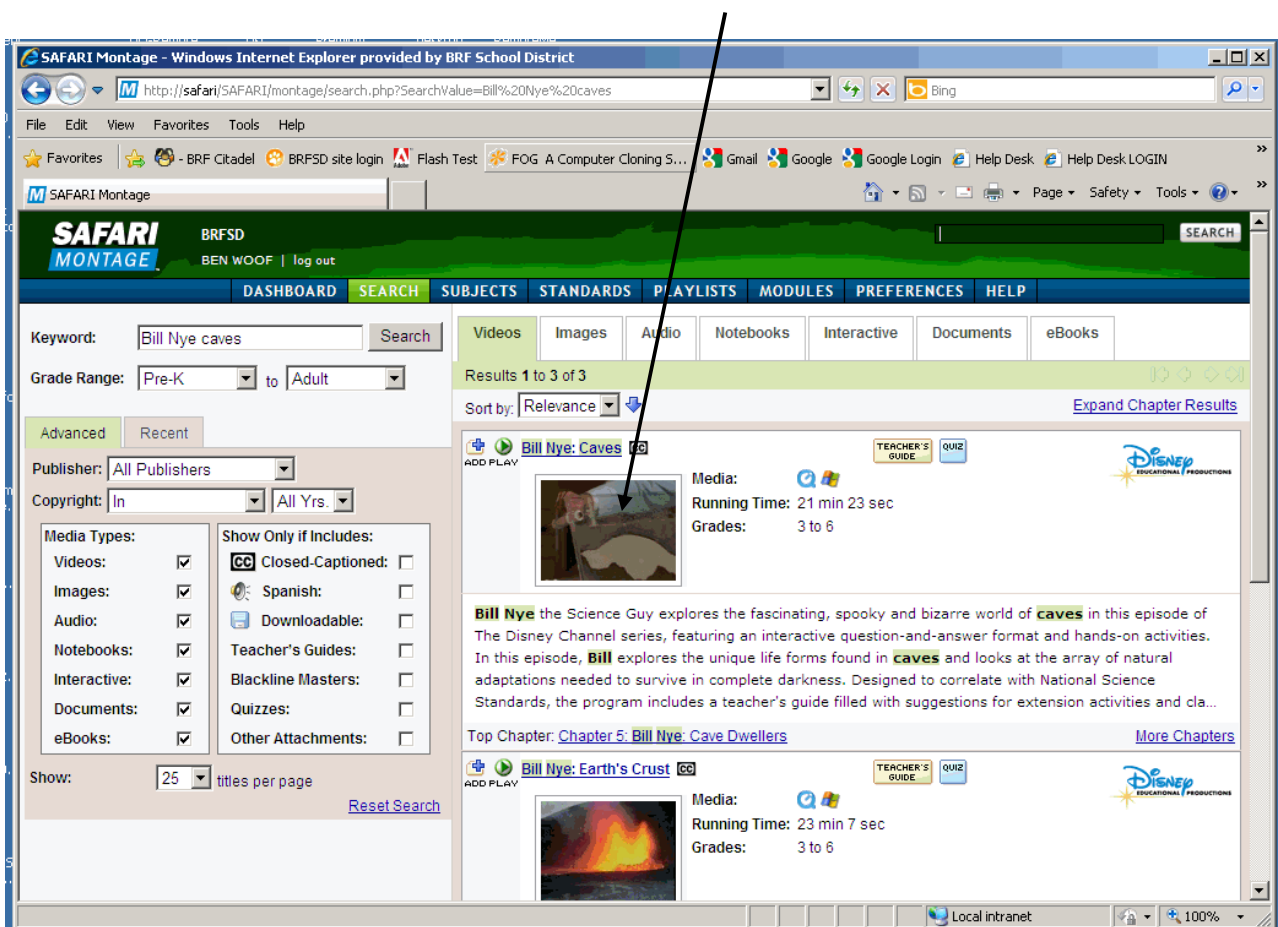 SAFARI Montage - Windows Internet Explorer provided by BRF School District
http://safari/SAFARI/montage/search.php?SearchValue=Bill%20Nye%20caves
Bing
File Edit View Favorites Tools Help
Favorites - BRF Citadel BRFSD site login Flash Test FOG A Computer Cloning S... Gmail Google Google Login Help Desk Help Desk LOGIN »
SAFARI Montage Page Safety Tools »
SAFARI MONTAGE
BRFSD
BEN WOOF | log out
SEARCH
DASHBOARD SEARCH SUBJECTS STANDARDS PLAYLISTS MODULES PREFERENCES HELP
Keyword: Bill Nye caves Search
Grade Range: Pre-K to Adult
Advanced Recent
Publisher: All Publishers
Copyright: In All Yrs.
Media Types:
Videos:
Images:
Audio:
Notebooks:
Interactive:
Documents:
eBooks:
Show Only if Includes:
CC Closed-Captioned:
Spanish:
Downloadable:
Teacher's Guides:
Blackline Masters:
Quizzes:
Other Attachments:
Show: 25 titles per page
Reset Search
Videos Images Audio Notebooks Interactive Documents eBooks
Results 1 to 3 of 3
Sort by: Relevance Expand Chapter Results
ADD PLAY Bill Nye: Caves CC TEACHER'S GUIDE QUIZ
Disney EDUCATIONAL PRODUCTIONS
Media:
Running Time: 21 min 23 sec
Grades: 3 to 6
Bill Nye the Science Guy explores the fascinating, spooky and bizarre world of caves in this episode of
The Disney Channel series, featuring an interactive question-and-answer format and hands-on activities.
In this episode, Bill explores the unique life forms found in caves and looks at the array of natural
adaptations needed to survive in complete darkness. Designed to correlate with National Science
Standards, the program includes a teacher's guide filled with suggestions for extension activities and cla...
Top Chapter: Chapter 5: Bill Nye: Cave Dwellers More Chapters
ADD PLAY Bill Nye: Earth's Crust CC TEACHER'S GUIDE QUIZ
Disney EDUCATIONAL PRODUCTIONS
Media:
Running Time: 23 min 7 sec
Grades: 3 to 6
Local intranet 100%